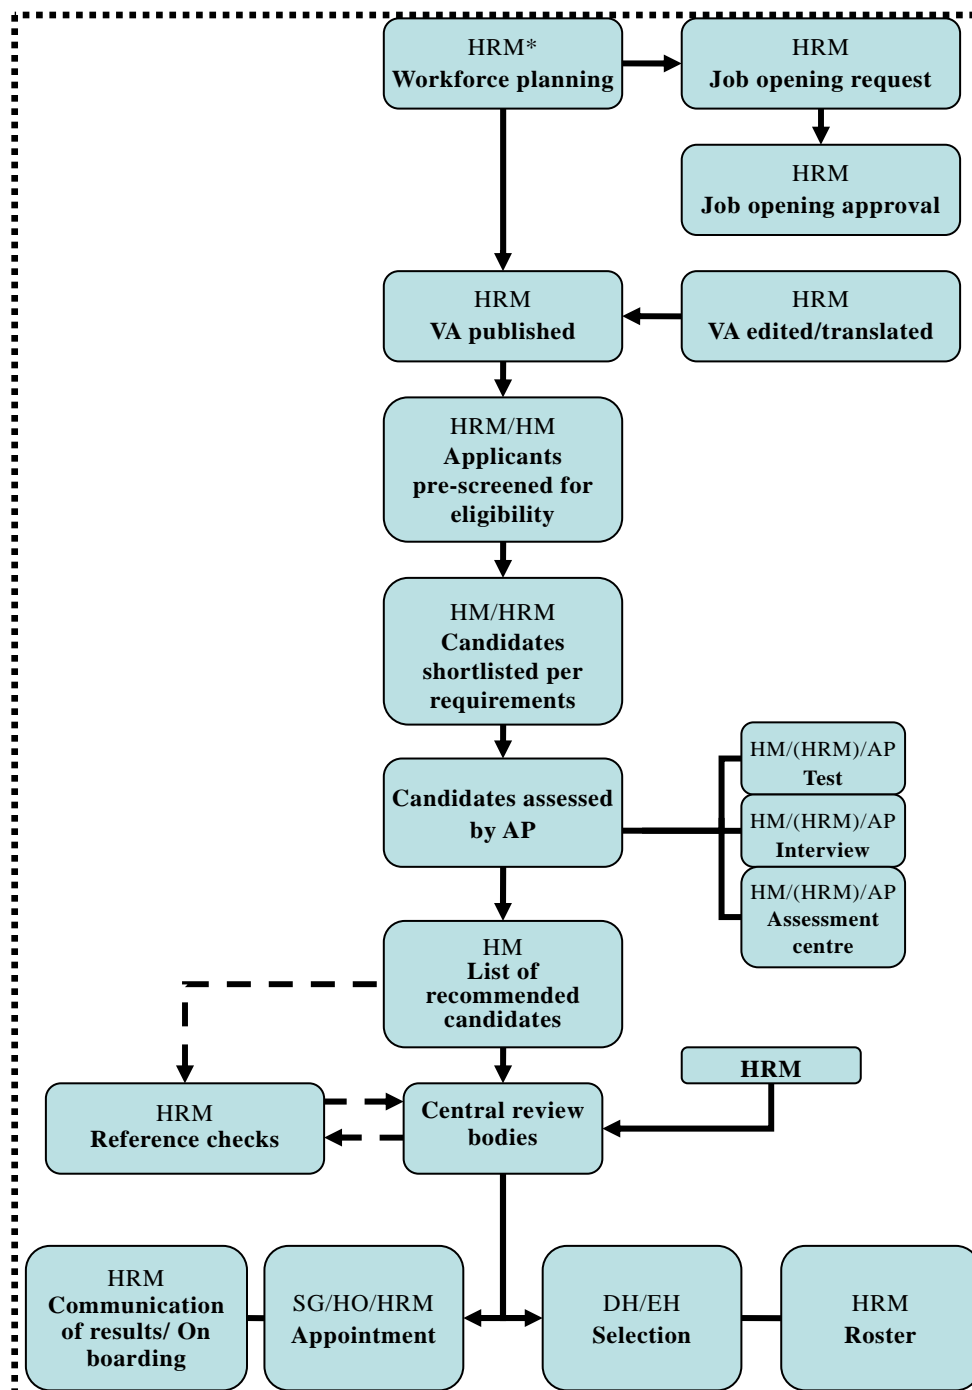 HRM*
Workforce planning
HRM
Job opening request
HRM
Job opening approval
HRM
VA published
HRM
VA edited/translated
HRM/HM
Applicants
pre-screened for
eligibility
HM/HRM
Candidates
shortlisted per
requirements
Candidates assessed
by AP
HM/(HRM)/AP
Test
HM/(HRM)/AP
Interview
HM/(HRM)/AP
Assessment
centre
HM
List of
recommended
candidates
HRM
HRM
Reference checks
Central review
bodies
HRM
Communication
of results/ On
boarding
SG/HO/HRM
Appointment
DH/EH
Selection
HRM
Roster